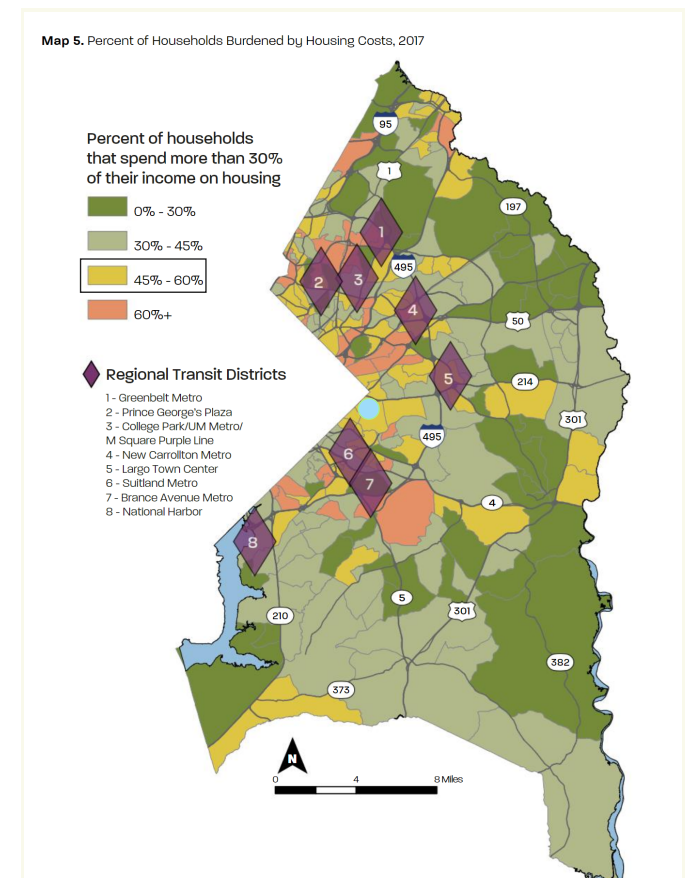 Map 5. Percent of Households Burdened by Housing Costs, 2017
Percent of households
that spend more than 30%
of their income on housing
0% - 30%
30% - 45%
45% - 60%
60%+
Regional Transit Districts
1 - Greenbelt Metro
2 - Prince George's Plaza
3 - College Park/UM Metro/
M Square Purple Line
4 - New Carrollton Metro
5 - Largo Town Center
6 - Suitland Metro
7 - Brance Avenue Metro
8 - National Harbor
95
1
197
1
495
2
3
4
50
5
214
301
495
6
7
4
8
5
301
210
382
373
N
0 4 8 Miles